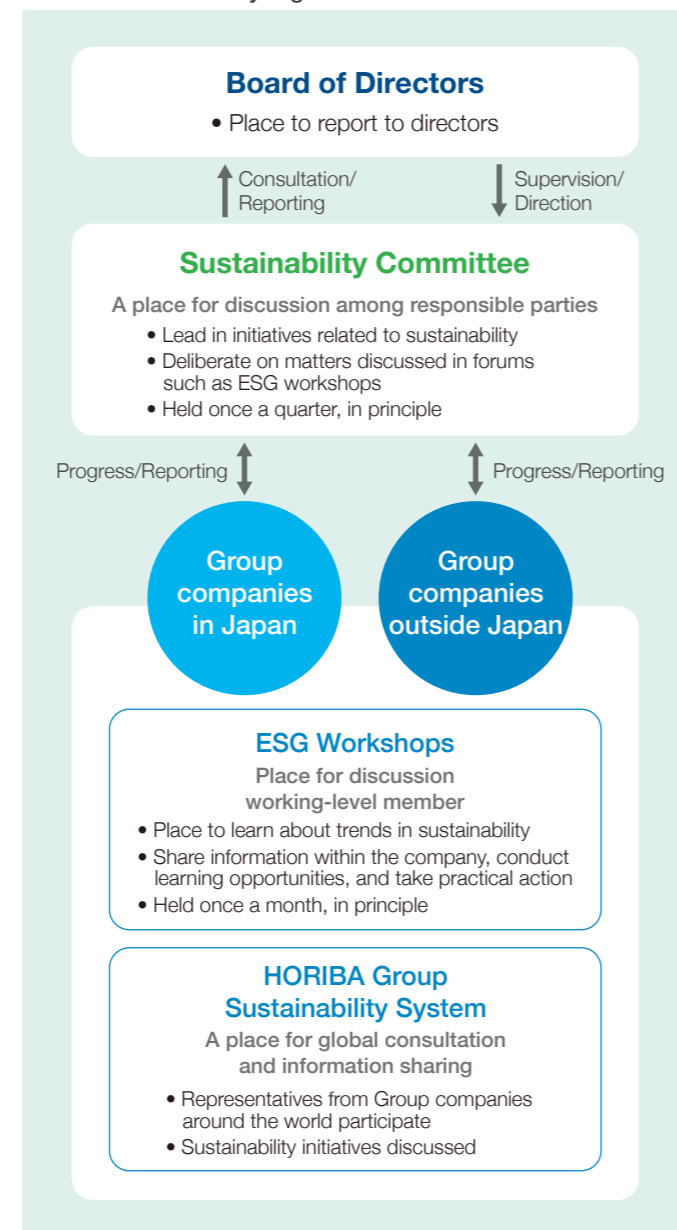 Board of Directors
• Place to report to directors
Consultation/
Reporting
Supervision/
Direction
Sustainability Committee
A place for discussion among responsible parties
• Lead in initiatives related to sustainability
• Deliberate on matters discussed in forums
such as ESG workshops
• Held once a quarter, in principle
Progress/Reporting
Progress/Reporting
Group
companies
in Japan
Group
companies
outside Japan
ESG Workshops
Place for discussion
working-level member
• Place to learn about trends in sustainability
• Share information within the company, conduct
learning opportunities, and take practical action
• Held once a month, in principle
HORIBA Group
Sustainability System
A place for global consultation
and information sharing
• Representatives from Group companies
around the world participate
• Sustainability initiatives discussed